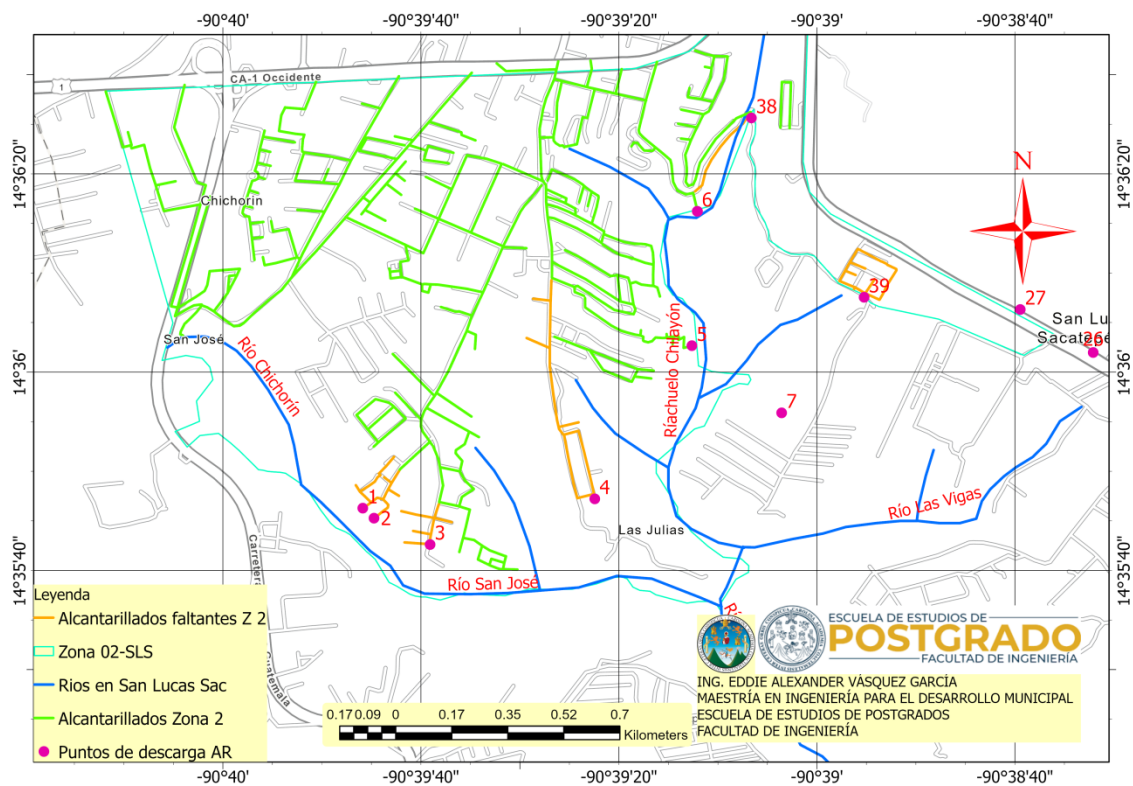 -90°40' -90°39'40" -90°39'20" -90°39' -90°38'40"
CA-1 Occidente
1
38
14°36'20" 14°36'20"
N
Chichorín
6
39
27
San Lu
San José
5
Sacatepe
26
14°36' 14°36'
Río Chichorín
Ríachuelo Chilayón
7
4
1
2
Río Las Vigas
3
Las Julias
Carretera
14°35'40" 14°35'40"
Río San José
Guatemala
Leyenda
Alcantarillados faltantes Z 2
Zona 02-SLS
Rios en San Lucas Sac
Alcantarillados Zona 2
Puntos de descarga AR
0.17 0.09 0 0.17 0.35 0.52 0.7
Kilometers
ESCUELA DE ESTUDIOS DE
POSTGRADO
FACULTAD DE INGENIERÍA
ING. EDDIE ALEXANDER VÁSQUEZ GARCÍA
MAESTRÍA EN INGENIERÍA PARA EL DESARROLLO MUNICIPAL
ESCUELA DE ESTUDIOS DE POSTGRADOS
FACULTAD DE INGENIERÍA
-90°40' -90°39'40" -90°39'20" -90°39' -90°38'40"